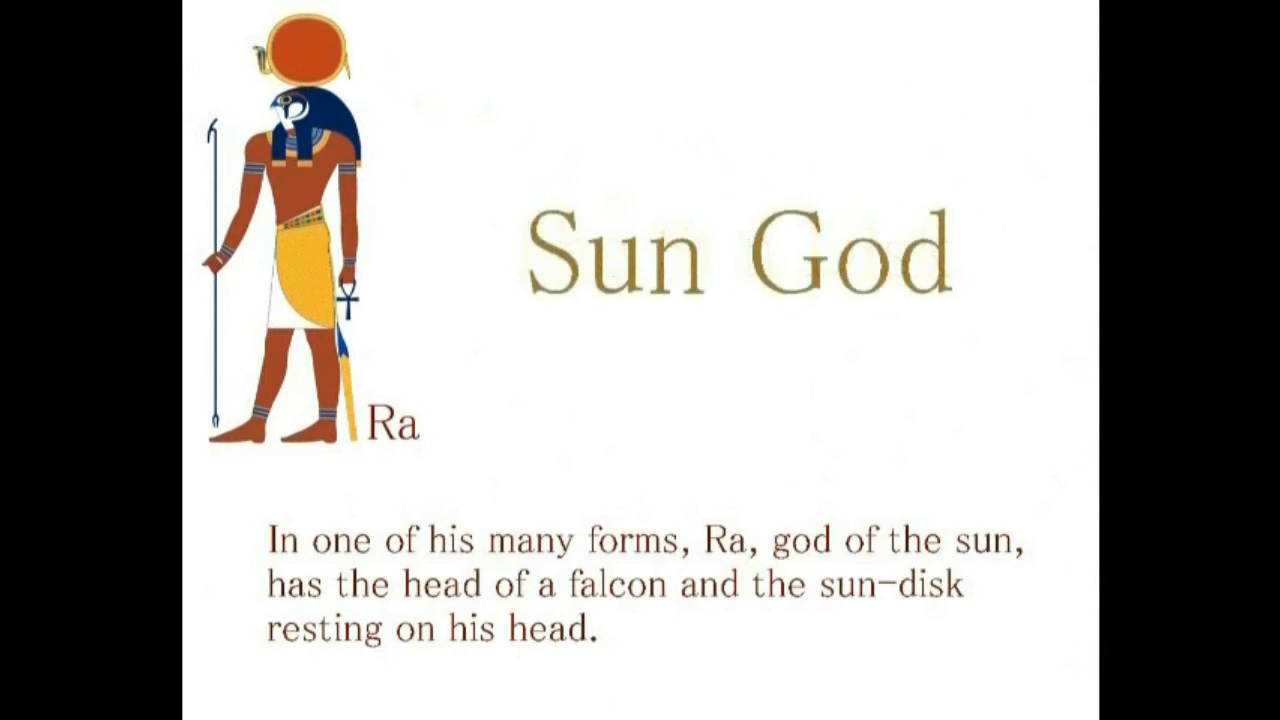 Sun God
Ra
In one of his many forms, Ra, god of the sun,
has the head of a falcon and the sun-disk
resting on his head.